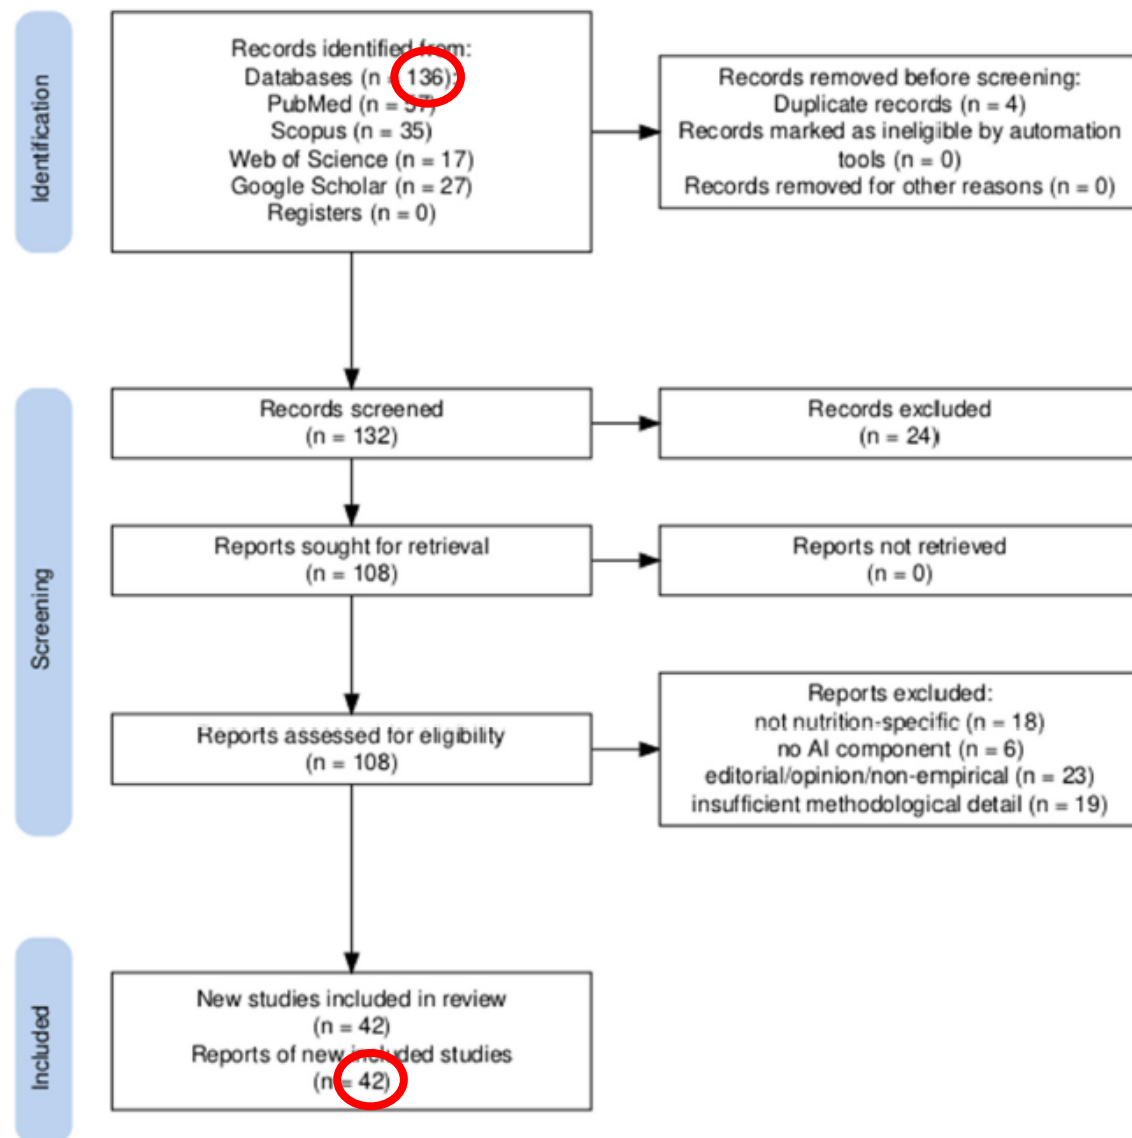 Identification
Records identified from:
Databases (n = 136):
PubMed (n = 57)
Scopus (n = 35)
Web of Science (n = 17)
Google Scholar (n = 27)
Registers (n = 0)
Records removed before screening:
Duplicate records (n = 4)
Records marked as ineligible by automation
tools (n = 0)
Records removed for other reasons (n = 0)
Screening
Records screened
(n = 132)
Records excluded
(n = 24)
Reports sought for retrieval
(n = 108)
Reports not retrieved
(n = 0)
Reports assessed for eligibility
(n = 108)
Reports excluded:
not nutrition-specific (n = 18)
no AI component (n = 6)
editorial/opinion/non-empirical (n = 23)
insufficient methodological detail (n = 19)
Included
New studies included in review
(n = 42)
Reports of new included studies
(n = 42)